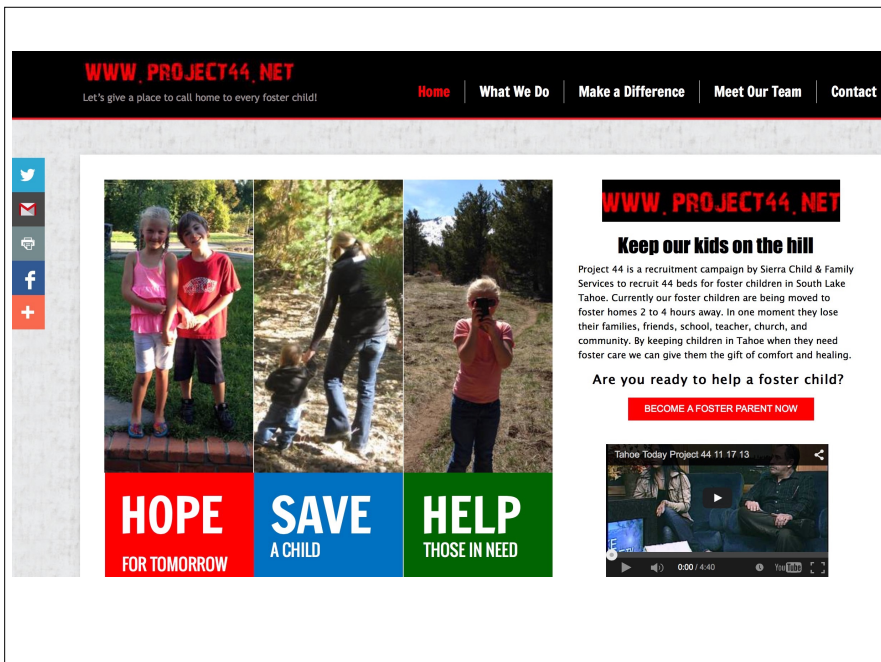 WWW. PROJECT44. NET
Let's give a place to call home to every foster child!
Home
What We Do
Make a Difference
Meet Our Team
Contact
WWW. PROJECT44. NET
Keep our kids on the hill
Project 44 is a recruitment campaign by Sierra Child & Family
Services to recruit 44 beds for foster children in South Lake
Tahoe. Currently our foster children are being moved to
foster homes 2 to 4 hours away. In one moment they lose
their families, friends, school, teacher, church, and
community. By keeping children in Tahoe when they need
foster care we can give them the gift of comfort and healing.
Are you ready to help a foster child?
BECOME A FOSTER PARENT NOW
Tahoe Today Project 44 11 17 13
0:00 / 4:40
YouTube
HOPE
FOR TOMORROW
SAVE
A CHILD
HELP
THOSE IN NEED